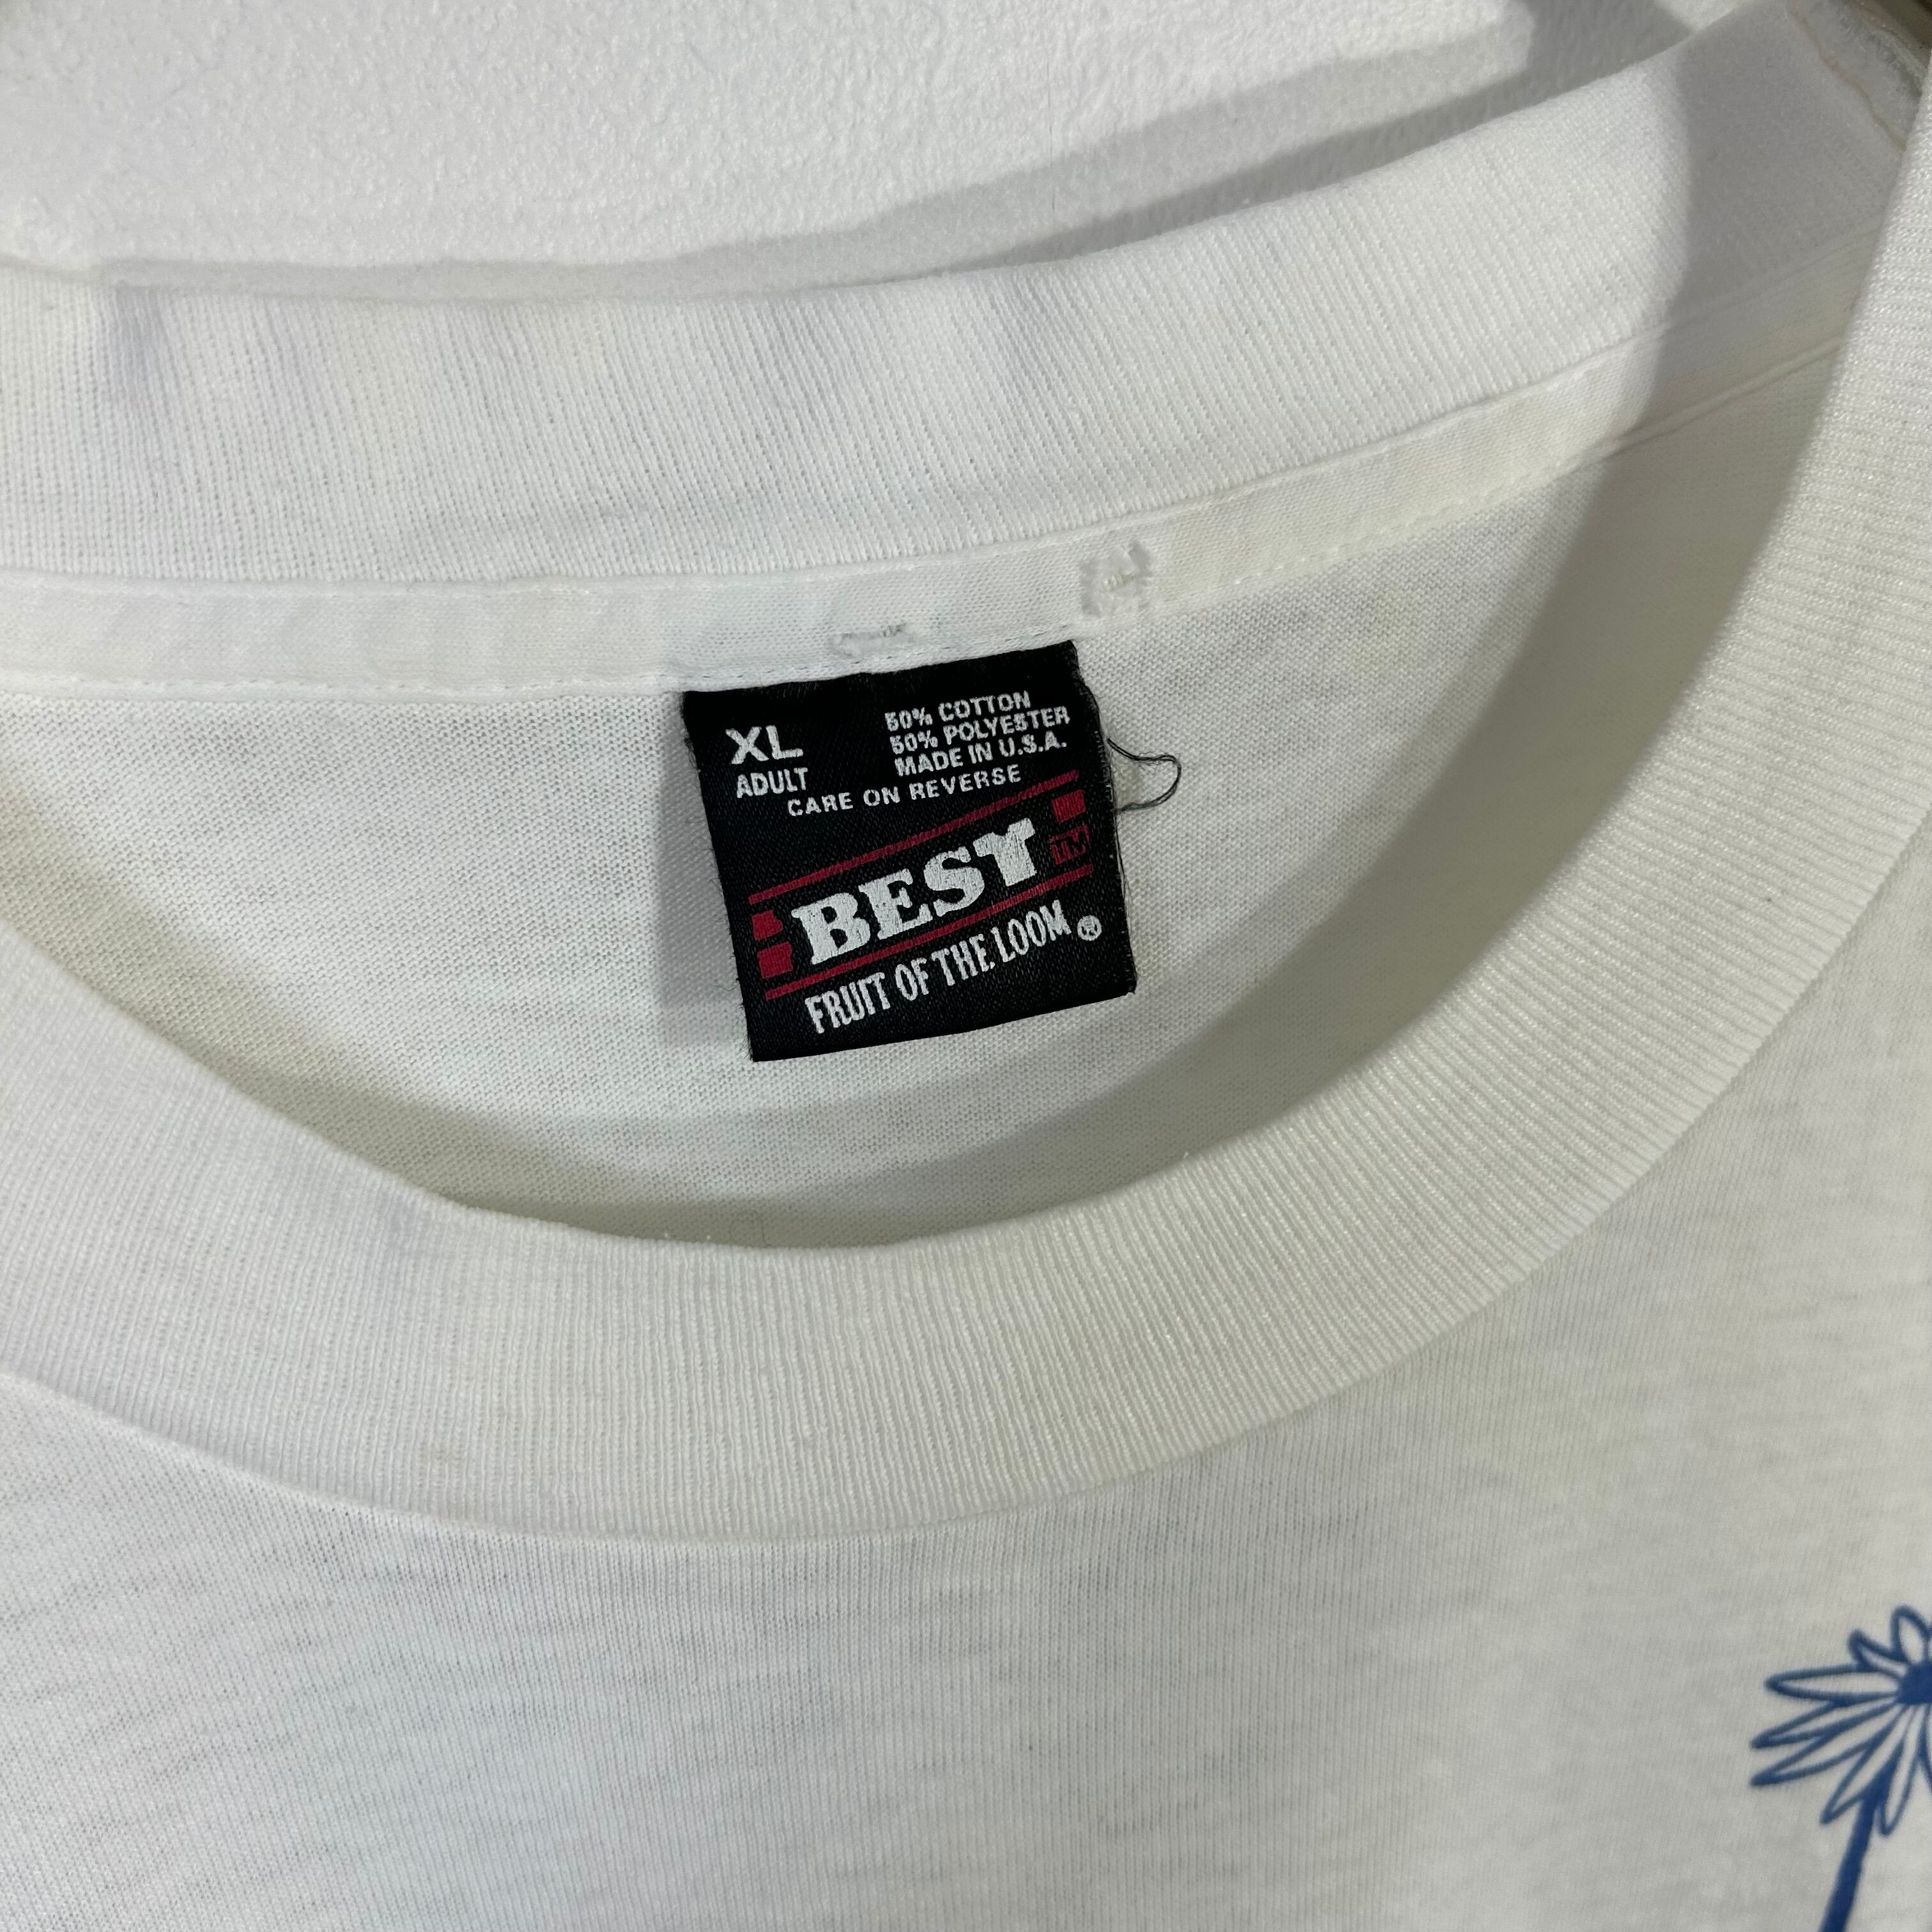 XL
ADULT
50% COTTON
50% POLYESTER
MADE IN U.S.A.
CARE ON REVERSE
BEST TM
FRUIT OF THE LOOM ®